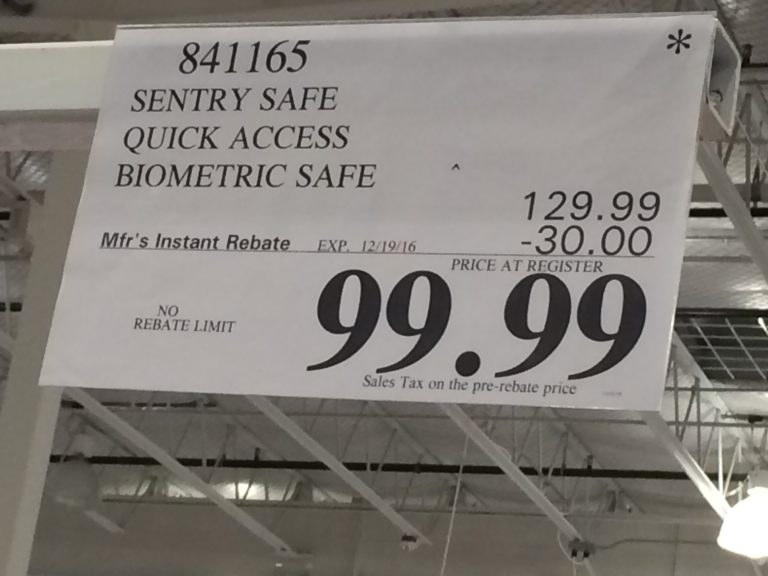 841165
*
SENTRY SAFE
QUICK ACCESS
BIOMETRIC SAFE
^
129.99
Mfr's Instant Rebate EXP. 12/19/16 -30.00
PRICE AT REGISTER
NO
REBATE LIMIT
99.99
Sales Tax on the pre-rebate price